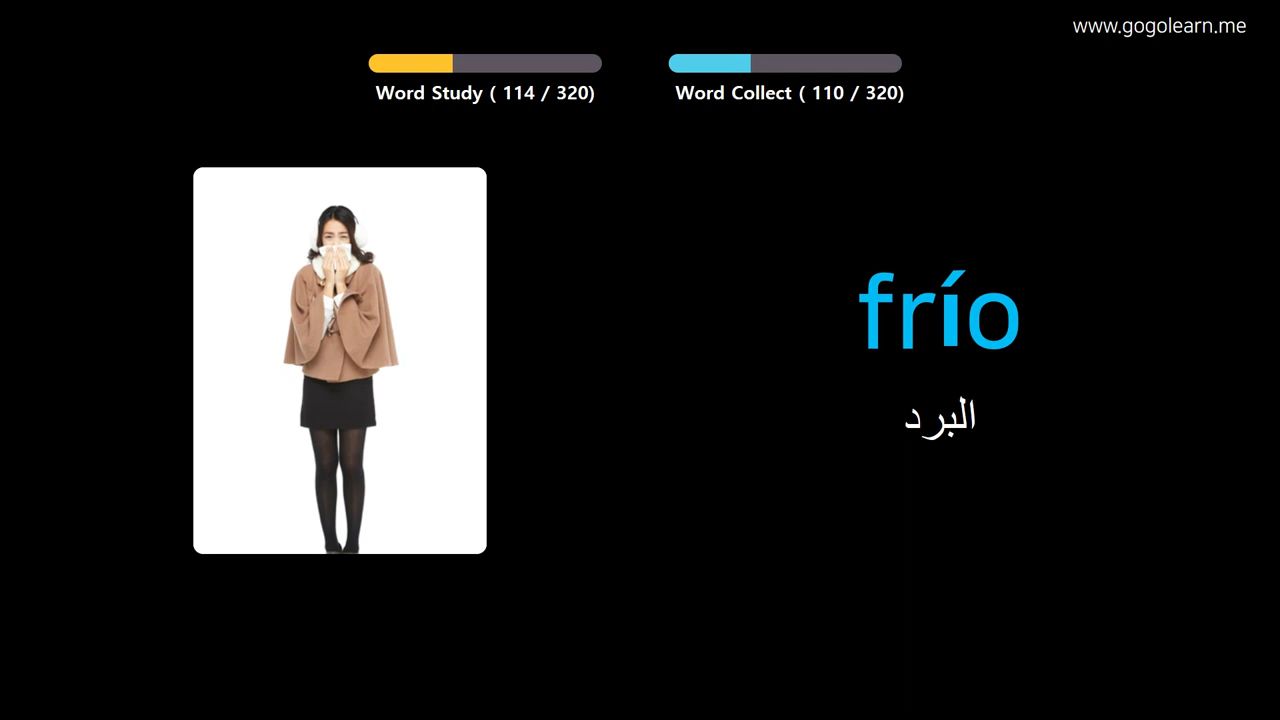 www.gogolearn.me
Word Study ( 114 / 320)
Word Collect ( 110 / 320)
frío
البرد